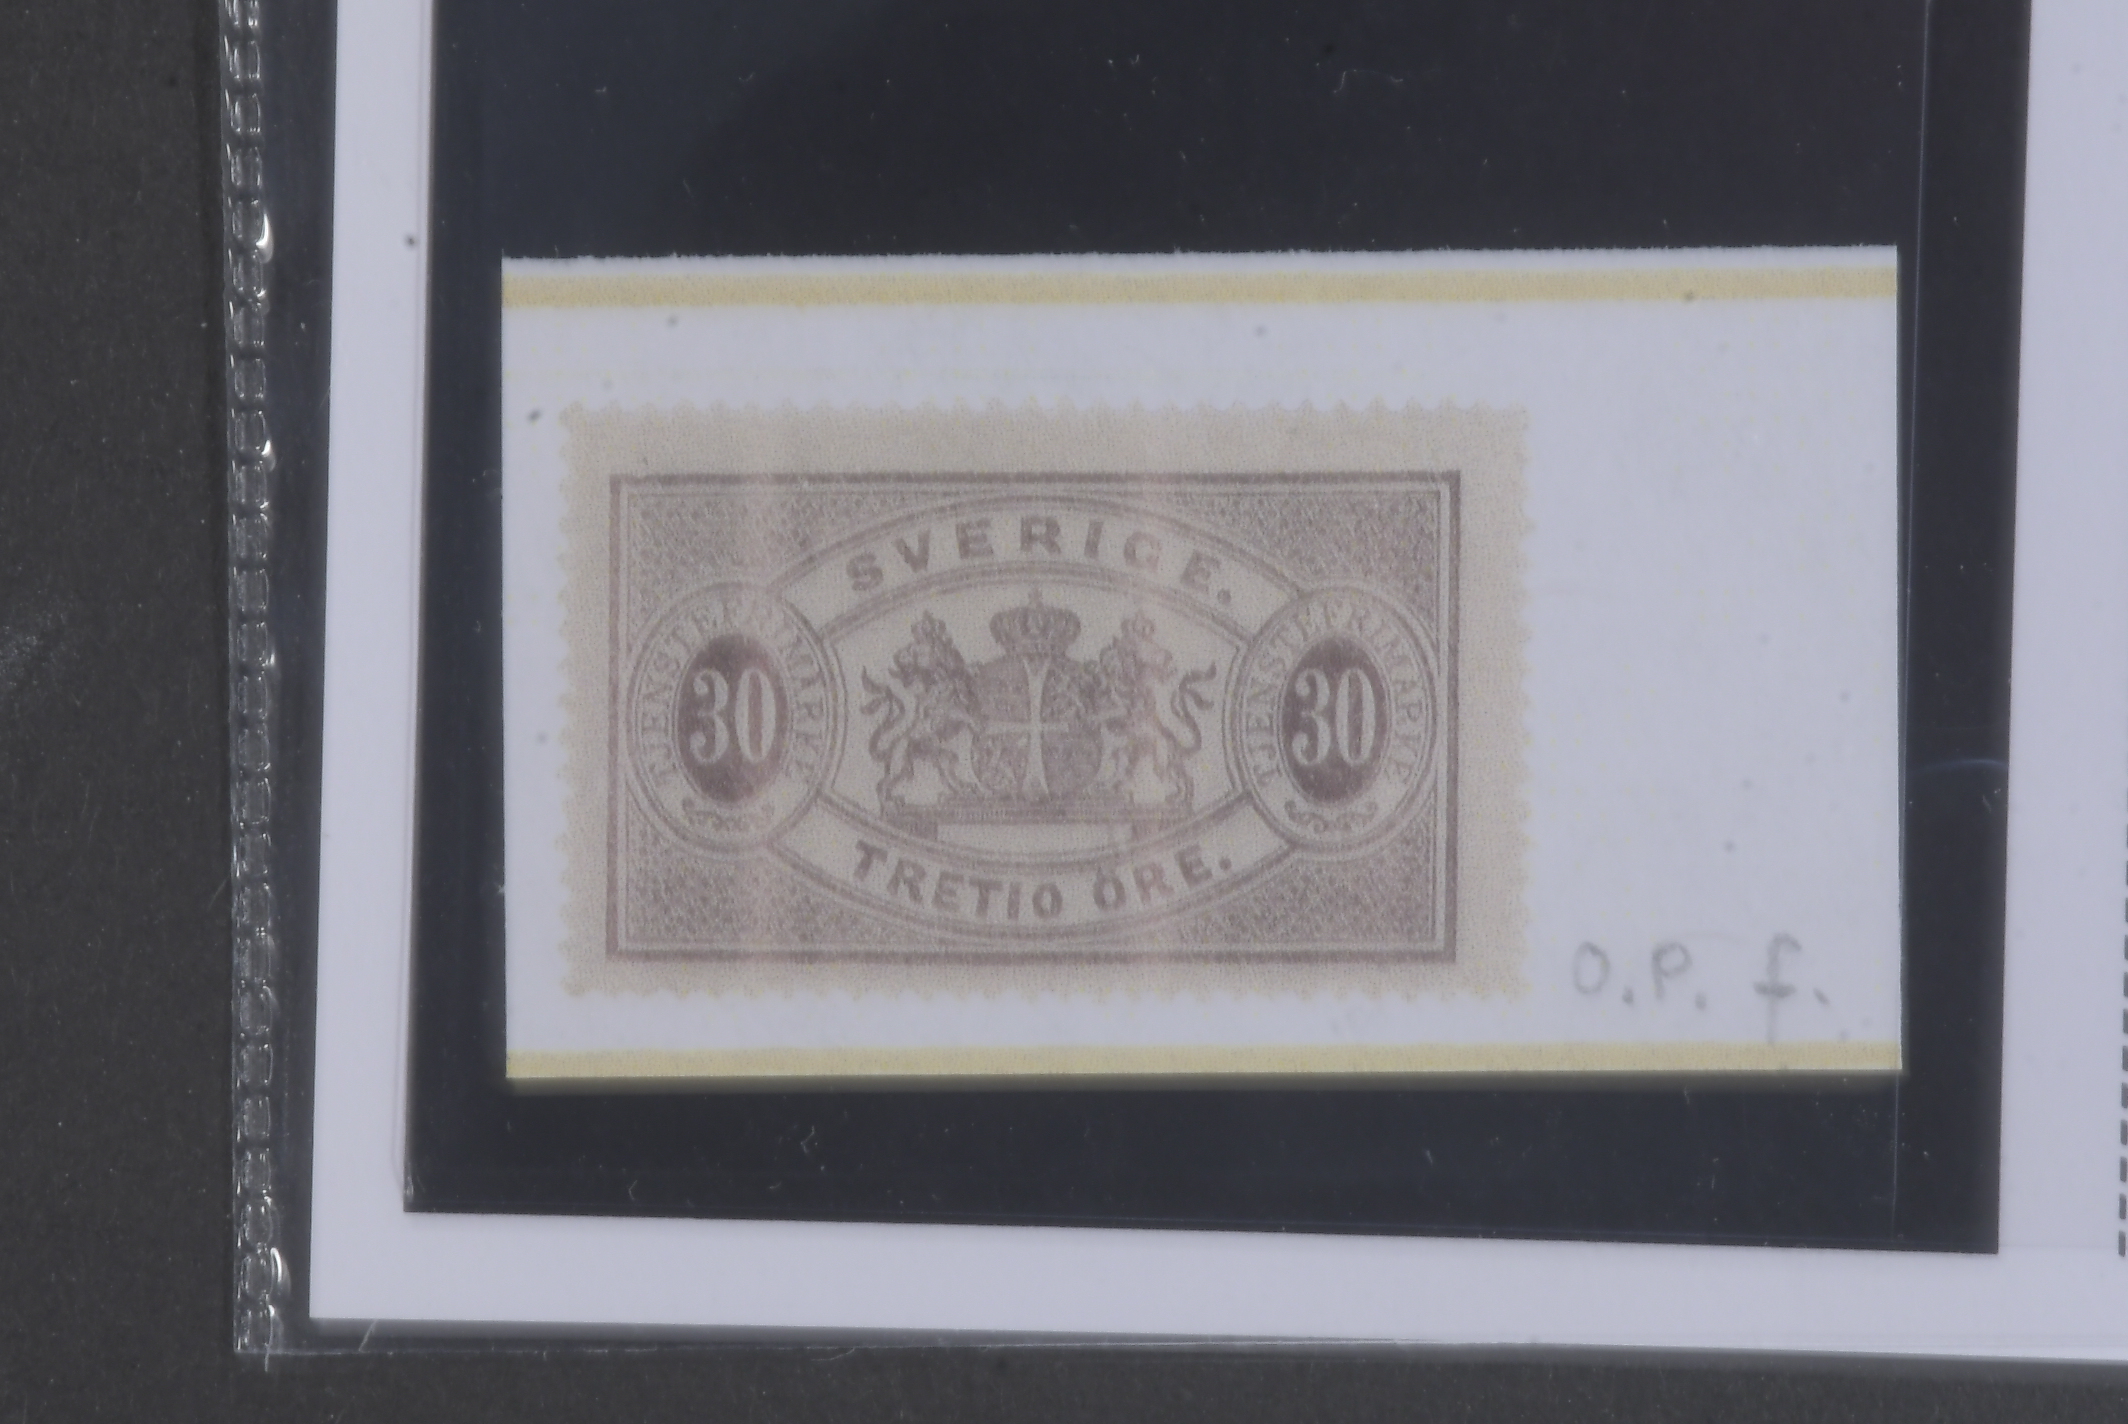 SVERIGE.
TJENSTEFRIMÄRKE
30
TJENSTEFRIMÄRKE
30
TRETIO ÖRE.
O.P. f.